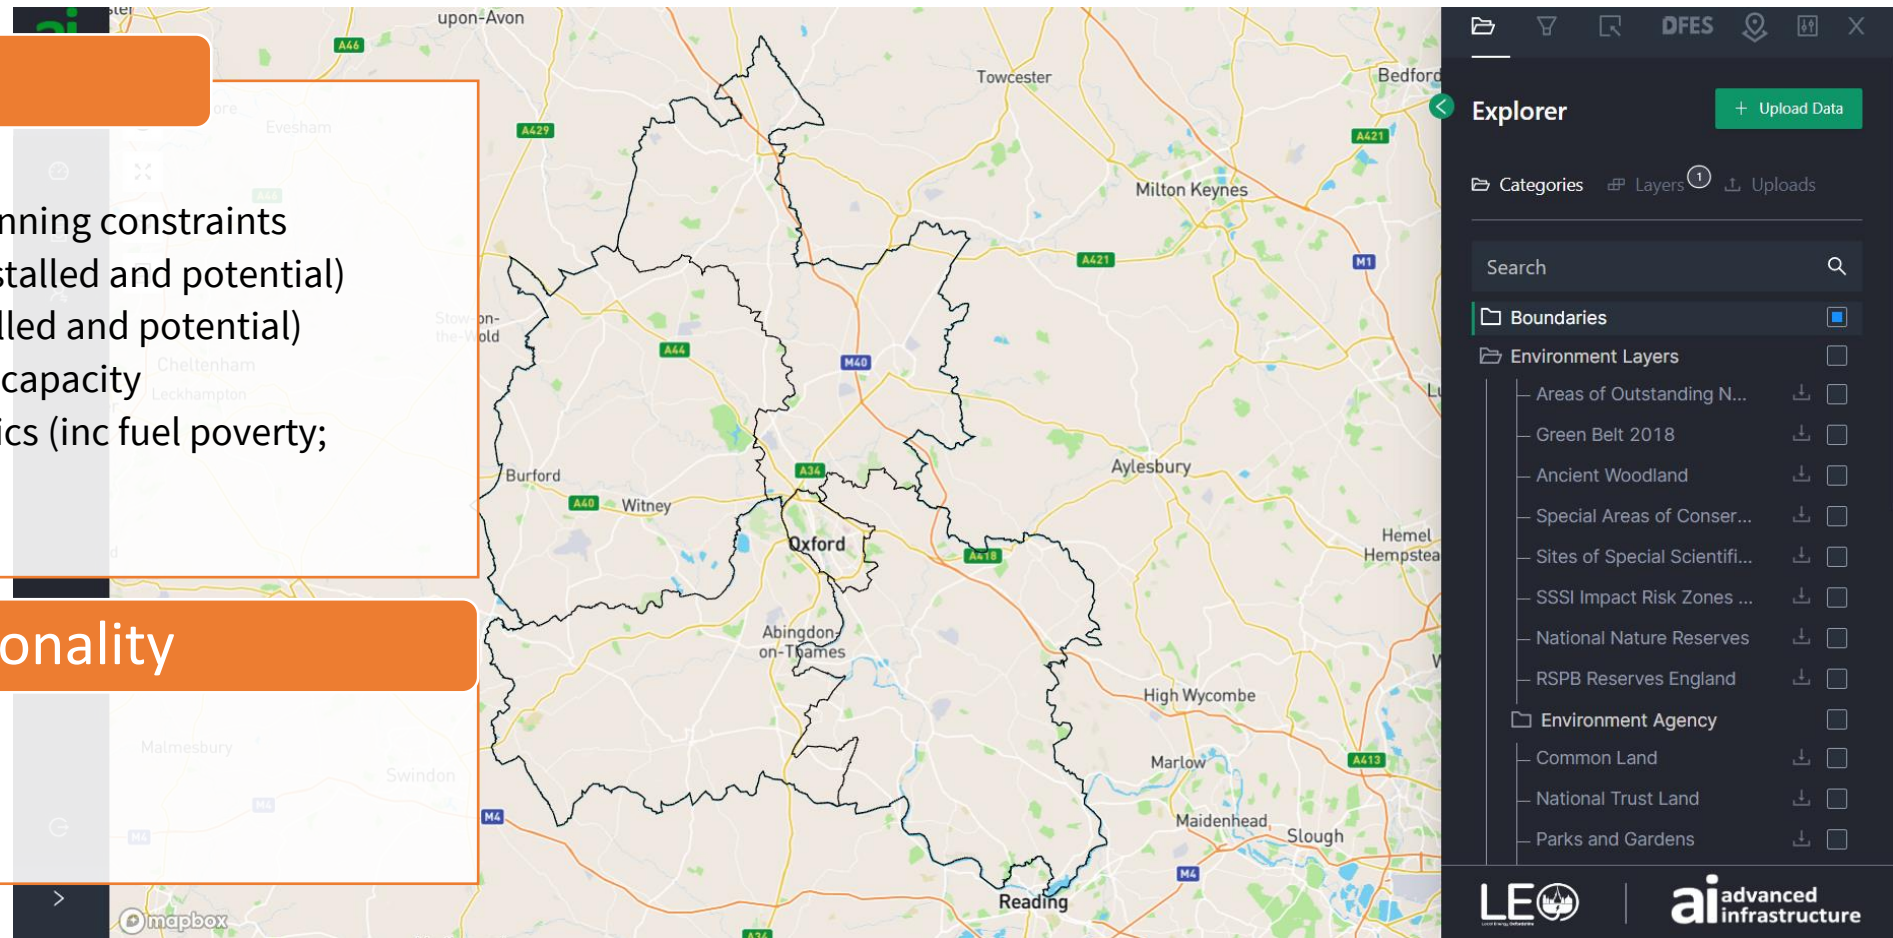 ai
upon-Avon
A46
Towcester
Bedford
Evesham
A429
A421
nning constraints
stalled and potential)
lled and potential)
capacity
ics (inc fuel poverty;
Milton Keynes
A421
M1
Stow-on-
the-Wold
A44
M40
Cheltenham
Leckhampton
Burford
A40
Witney
A34
Aylesbury
Oxford
A418
Hemel
Hempstea
onality
Abingdon-
on-Thames
High Wycombe
Malmesbury
Swindon
Marlow
A413
M4
M4
M4
Maidenhead
Slough
M4
Reading
A34
mapbox
DFES
X
Explorer
+ Upload Data
Categories
Layers 1
Uploads
Search
Boundaries
Environment Layers
Areas of Outstanding N...
Green Belt 2018
Ancient Woodland
Special Areas of Conser...
Sites of Special Scientifi...
SSSI Impact Risk Zones ...
National Nature Reserves
RSPB Reserves England
Environment Agency
Common Land
National Trust Land
Parks and Gardens
LEO
ai advanced
infrastructure